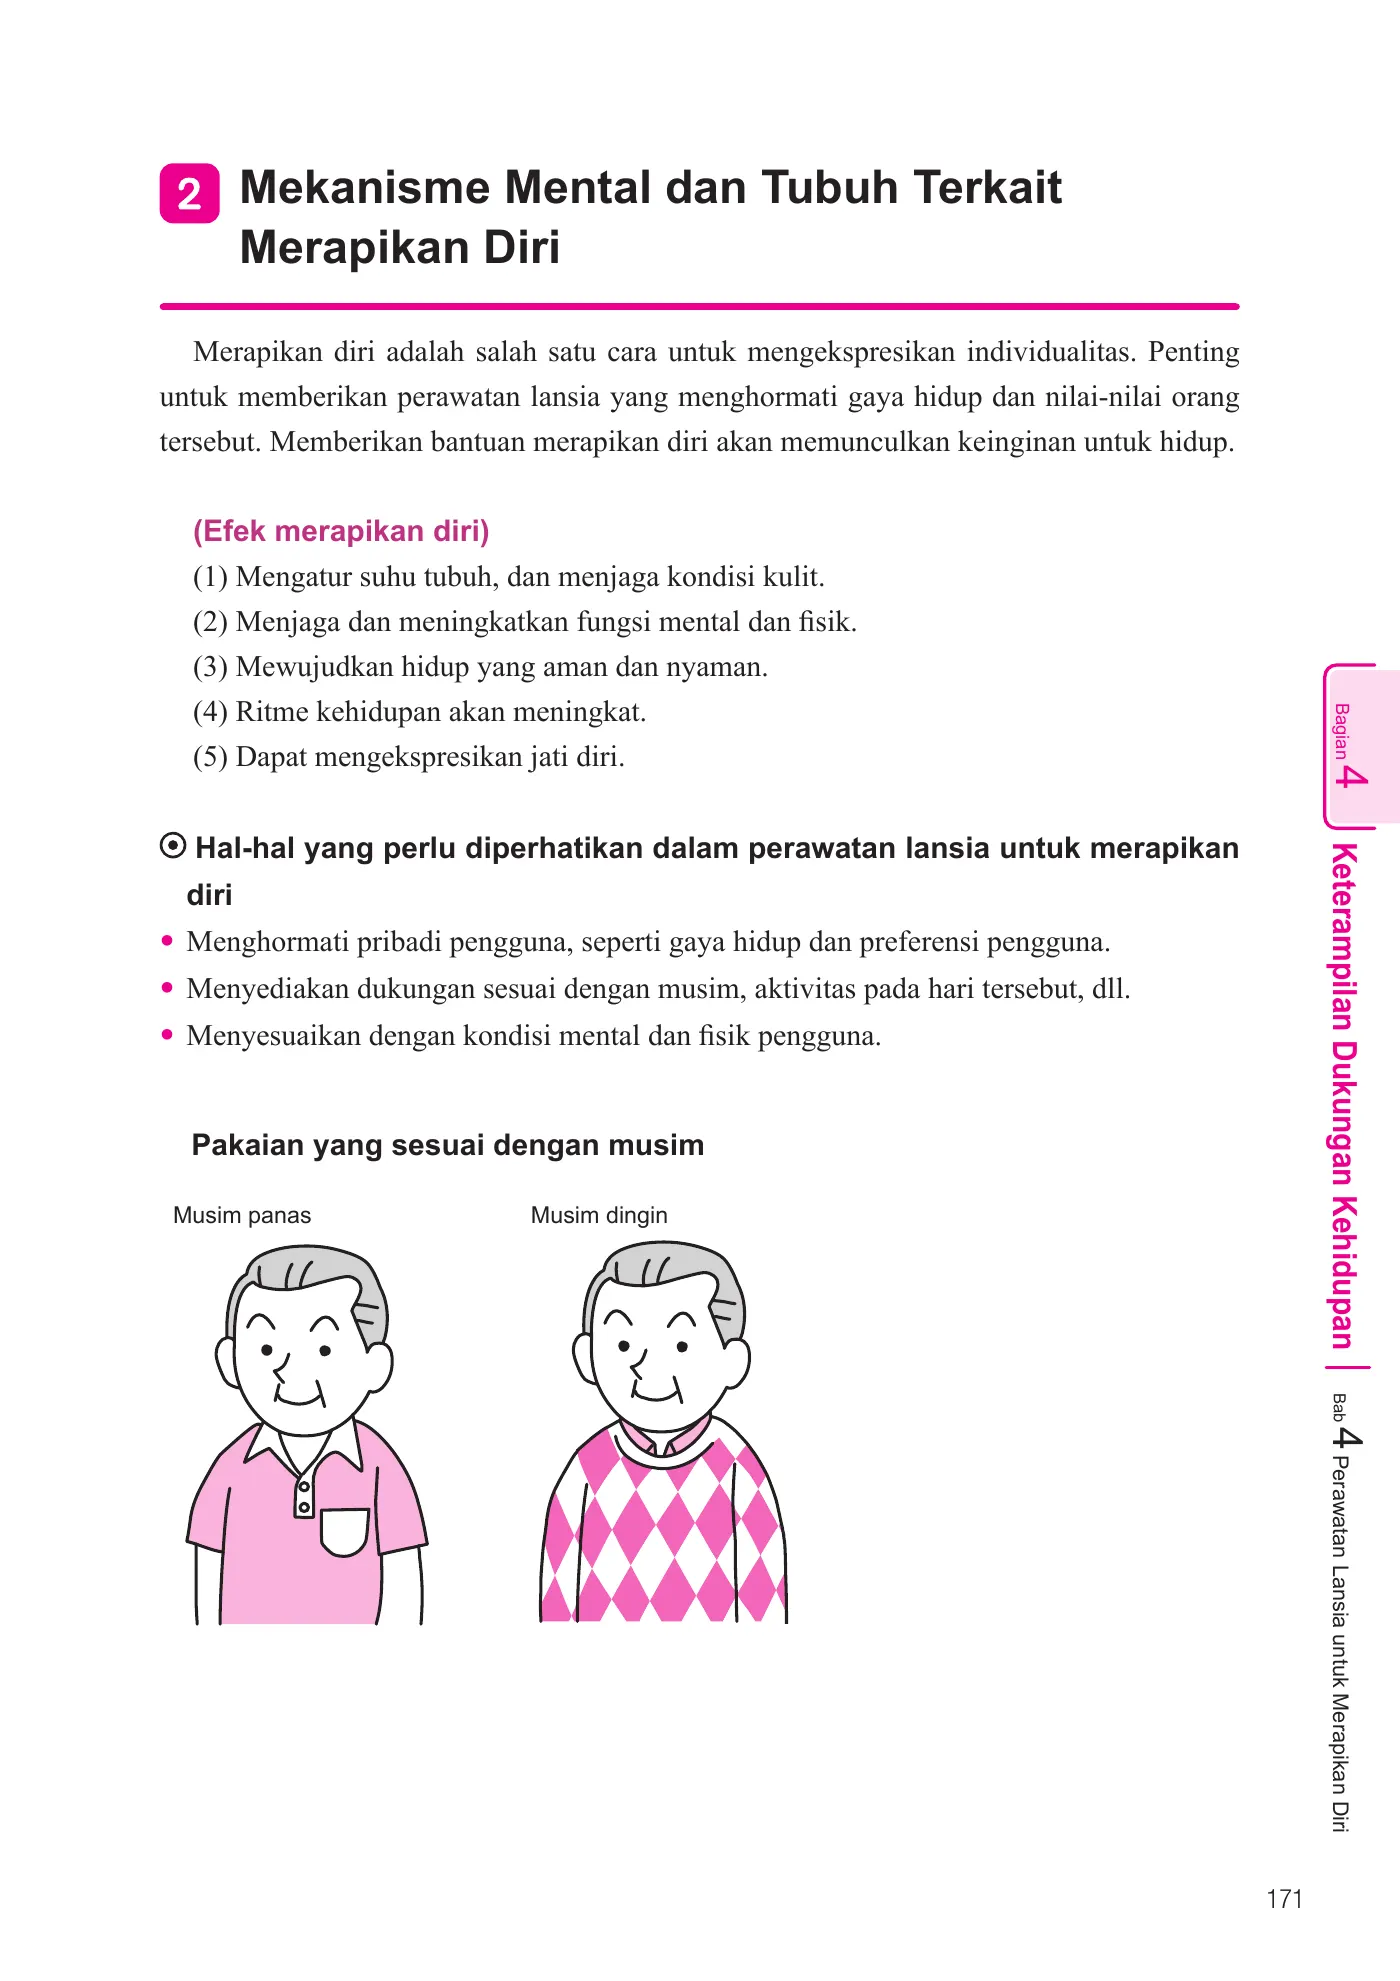 2 Mekanisme Mental dan Tubuh Terkait
Merapikan Diri
Merapikan diri adalah salah satu cara untuk mengekspresikan individualitas. Penting
untuk memberikan perawatan lansia yang menghormati gaya hidup dan nilai-nilai orang
tersebut. Memberikan bantuan merapikan diri akan memunculkan keinginan untuk hidup.
(Efek merapikan diri)
(1) Mengatur suhu tubuh, dan menjaga kondisi kulit.
(2) Menjaga dan meningkatkan fungsi mental dan fisik.
(3) Mewujudkan hidup yang aman dan nyaman.
(4) Ritme kehidupan akan meningkat.
(5) Dapat mengekspresikan jati diri.
Hal-hal yang perlu diperhatikan dalam perawatan lansia untuk merapikan
diri
• Menghormati pribadi pengguna, seperti gaya hidup dan preferensi pengguna.
• Menyediakan dukungan sesuai dengan musim, aktivitas pada hari tersebut, dll.
• Menyesuaikan dengan kondisi mental dan fisik pengguna.
Pakaian yang sesuai dengan musim
Musim panas
Musim dingin
Bagian 4
Keterampilan Dukungan Kehidupan
Bab 4 Perawatan Lansia untuk Merapikan Diri
171